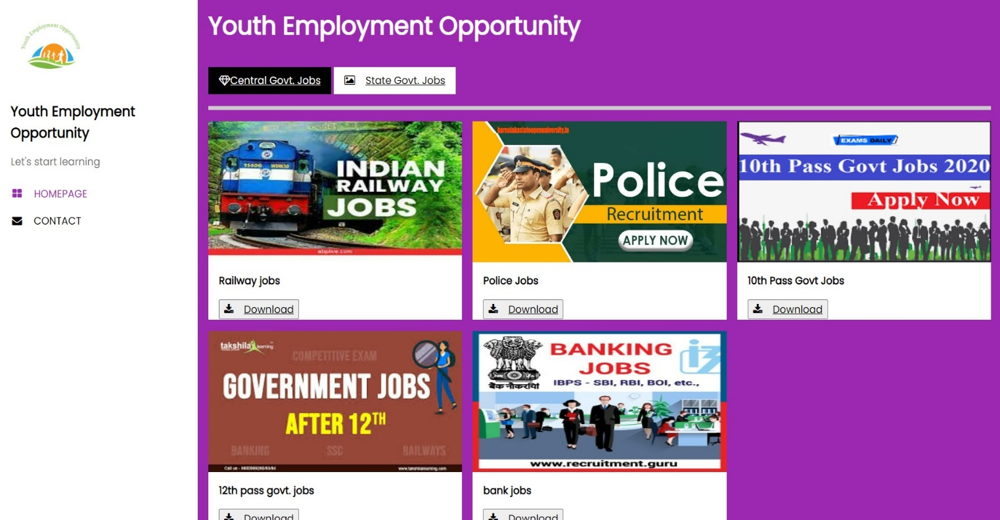 Youth Employment Opportunity
Youth Employment
Opportunity
Let's start learning
HOMEPAGE
CONTACT
Youth Employment Opportunity
Central Govt. Jobs
State Govt. Jobs
11406
INDIAN
RAILWAY
JOBS
abplive.com
Railway jobs
Download
karnatakastateopenuniversity.in
Police
Recruitment
APPLY NOW
Police Jobs
Download
EXAMS DAILY
10th Pass Govt Jobs 2020
Apply Now
10th Pass Govt Jobs
Download
takshila learning
COMPETITIVE EXAM
GOVERNMENT JOBS
AFTER 12TH
BANKING SSC RAILWAYS
www.takshilalearning.com
12th pass govt. jobs
Download
BANKING
JOBS
IBPS - SBI, RBI, BOI, etc.,
बैंक नौकरियां
www.recruitment.guru
bank jobs
Download